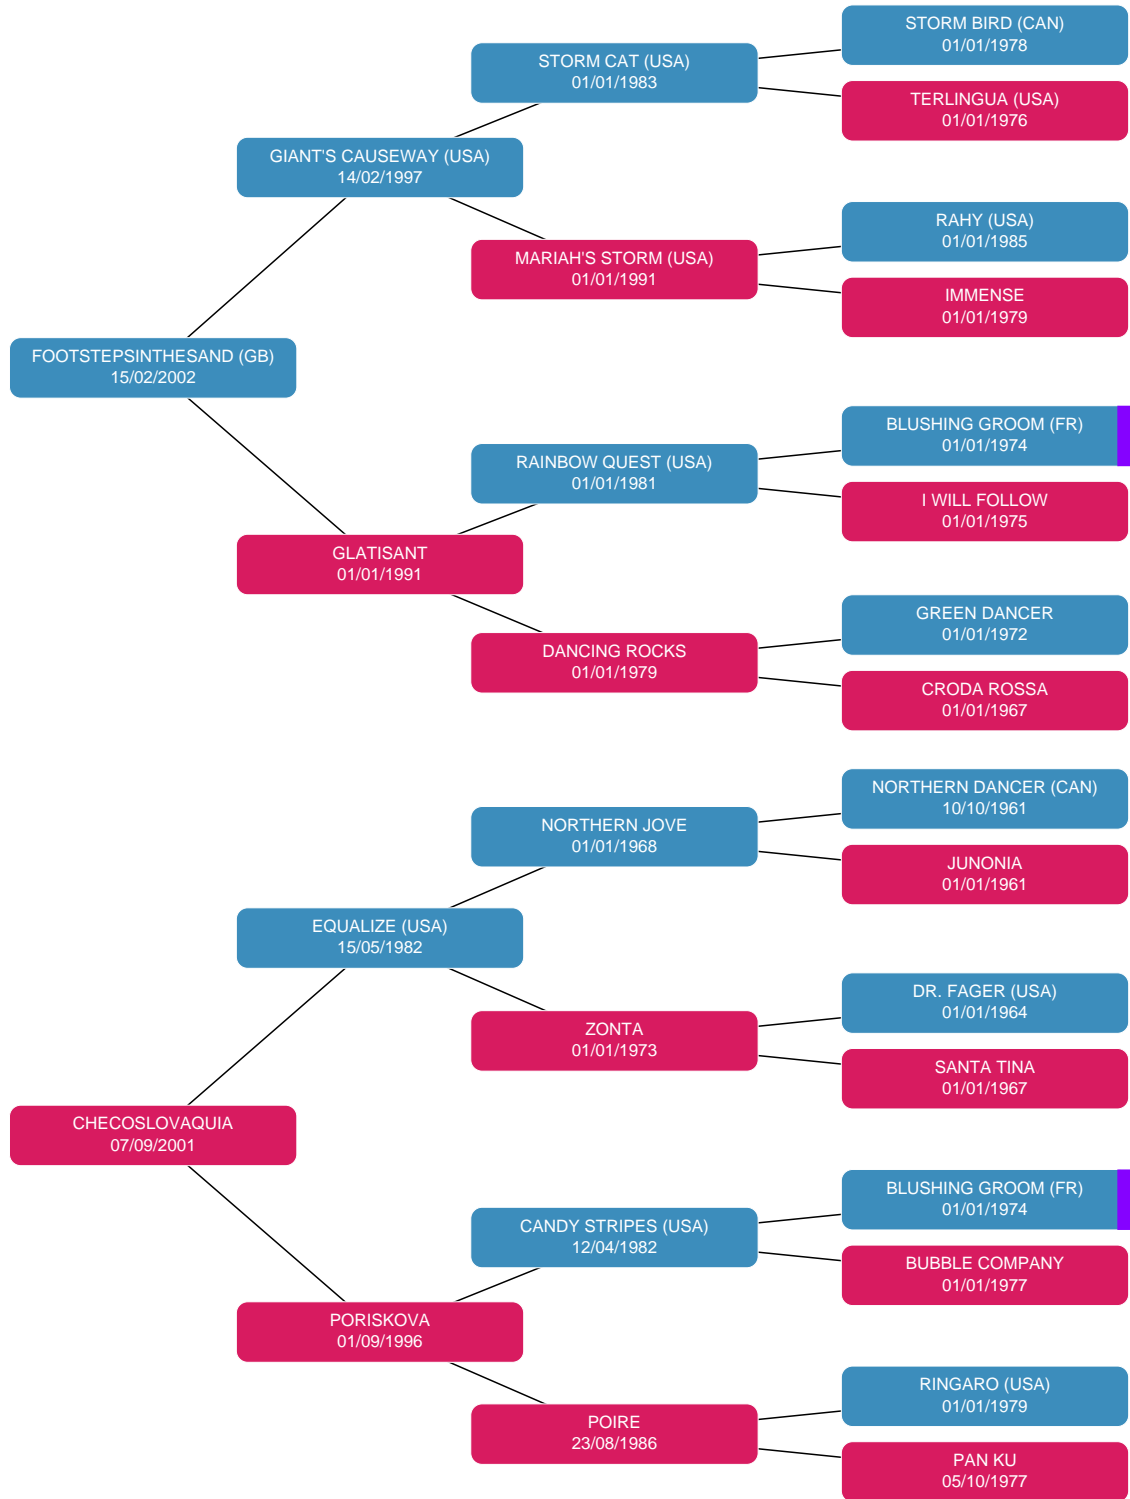 STORM BIRD (CAN)
01/01/1978
STORM CAT (USA)
01/01/1983
TERLINGUA (USA)
01/01/1976
GIANT'S CAUSEWAY (USA)
14/02/1997
RAHY (USA)
01/01/1985
MARIAH'S STORM (USA)
01/01/1991
IMMENSE
01/01/1979
FOOTSTEPSINTHESAND (GB)
15/02/2002
BLUSHING GROOM (FR)
01/01/1974
RAINBOW QUEST (USA)
01/01/1981
I WILL FOLLOW
01/01/1975
GLATISANT
01/01/1991
GREEN DANCER
01/01/1972
DANCING ROCKS
01/01/1979
CRODA ROSSA
01/01/1967
NORTHERN DANCER (CAN)
10/10/1961
NORTHERN JOVE
01/01/1968
JUNONIA
01/01/1961
EQUALIZE (USA)
15/05/1982
DR. FAGER (USA)
01/01/1964
ZONTA
01/01/1973
SANTA TINA
01/01/1967
CHECOSLOVAQUIA
07/09/2001
BLUSHING GROOM (FR)
01/01/1974
CANDY STRIPES (USA)
12/04/1982
BUBBLE COMPANY
01/01/1977
PORISKOVA
01/09/1996
RINGARO (USA)
01/01/1979
POIRE
23/08/1986
PAN KU
05/10/1977